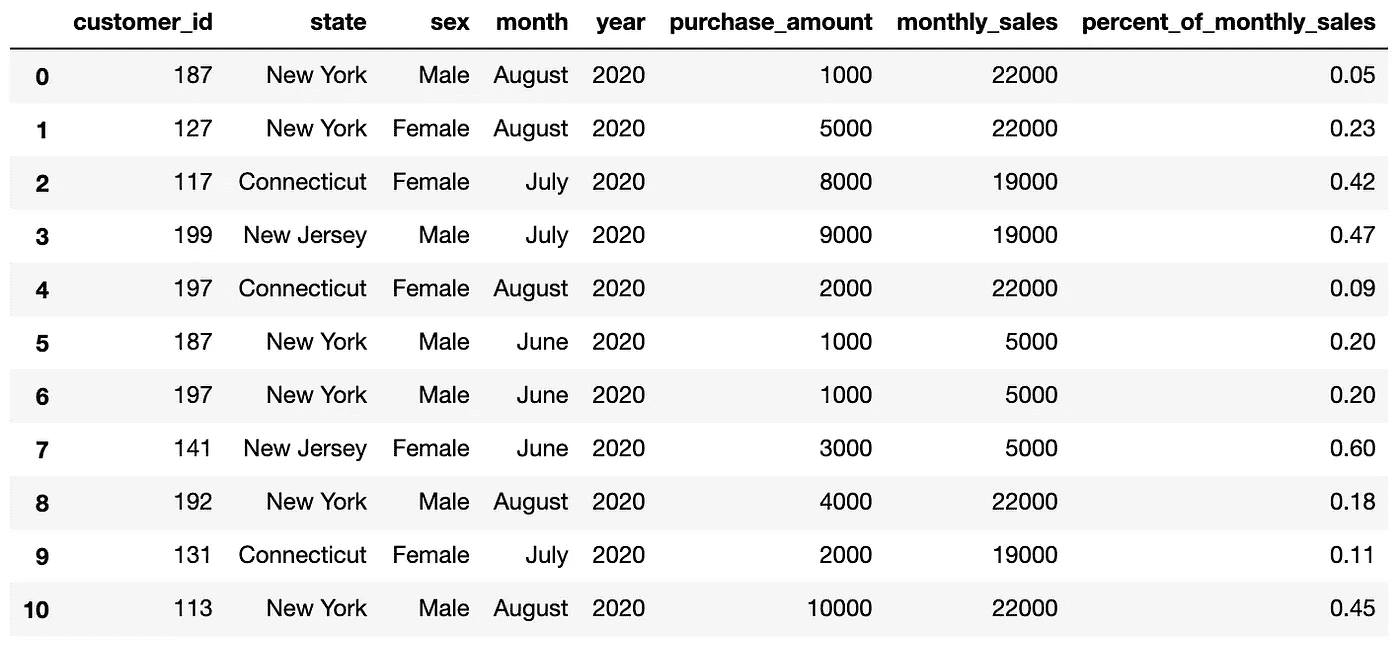 customer_id state sex month year purchase_amount monthly_sales percent_of_monthly_sales
0 187 New York Male August 2020 1000 22000 0.05
1 127 New York Female August 2020 5000 22000 0.23
2 117 Connecticut Female July 2020 8000 19000 0.42
3 199 New Jersey Male July 2020 9000 19000 0.47
4 197 Connecticut Female August 2020 2000 22000 0.09
5 187 New York Male June 2020 1000 5000 0.20
6 197 New York Male June 2020 1000 5000 0.20
7 141 New Jersey Female June 2020 3000 5000 0.60
8 192 New York Male August 2020 4000 22000 0.18
9 131 Connecticut Female July 2020 2000 19000 0.11
10 113 New York Male August 2020 10000 22000 0.45